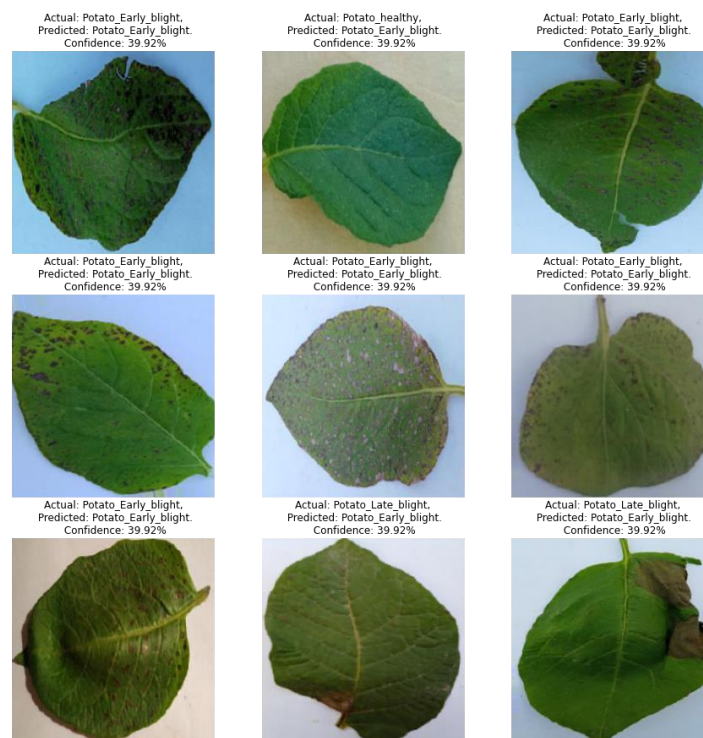 Actual: Potato_Early_blight,
Predicted: Potato_Early_blight.
Confidence: 39.92%
Actual: Potato_healthy,
Predicted: Potato_Early_blight.
Confidence: 39.92%
Actual: Potato_Early_blight,
Predicted: Potato_Early_blight.
Confidence: 39.92%
Actual: Potato_Early_blight,
Predicted: Potato_Early_blight.
Confidence: 39.92%
Actual: Potato_Early_blight,
Predicted: Potato_Early_blight.
Confidence: 39.92%
Actual: Potato_Early_blight,
Predicted: Potato_Early_blight.
Confidence: 39.92%
Actual: Potato_Early_blight,
Predicted: Potato_Early_blight.
Confidence: 39.92%
Actual: Potato_Late_blight,
Predicted: Potato_Early_blight.
Confidence: 39.92%
Actual: Potato_Late_blight,
Predicted: Potato_Early_blight.
Confidence: 39.92%